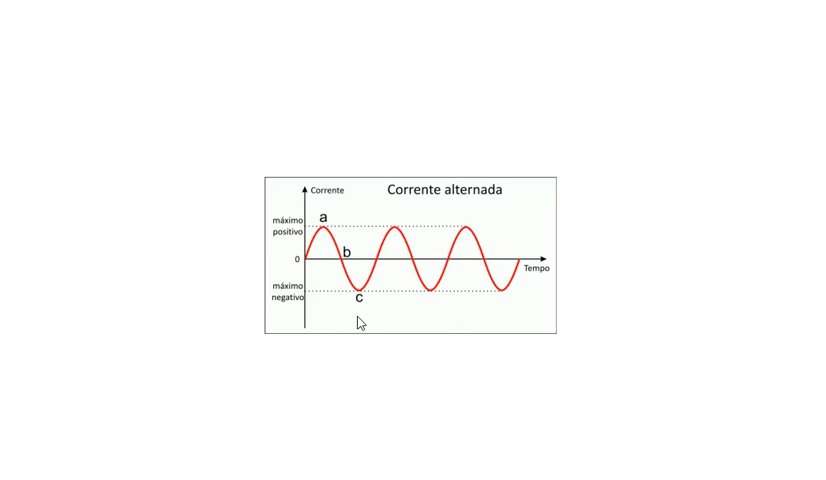 Corrente alternada
Corrente
máximo
positivo
a
b
0
Tempo
máximo
negativo
c